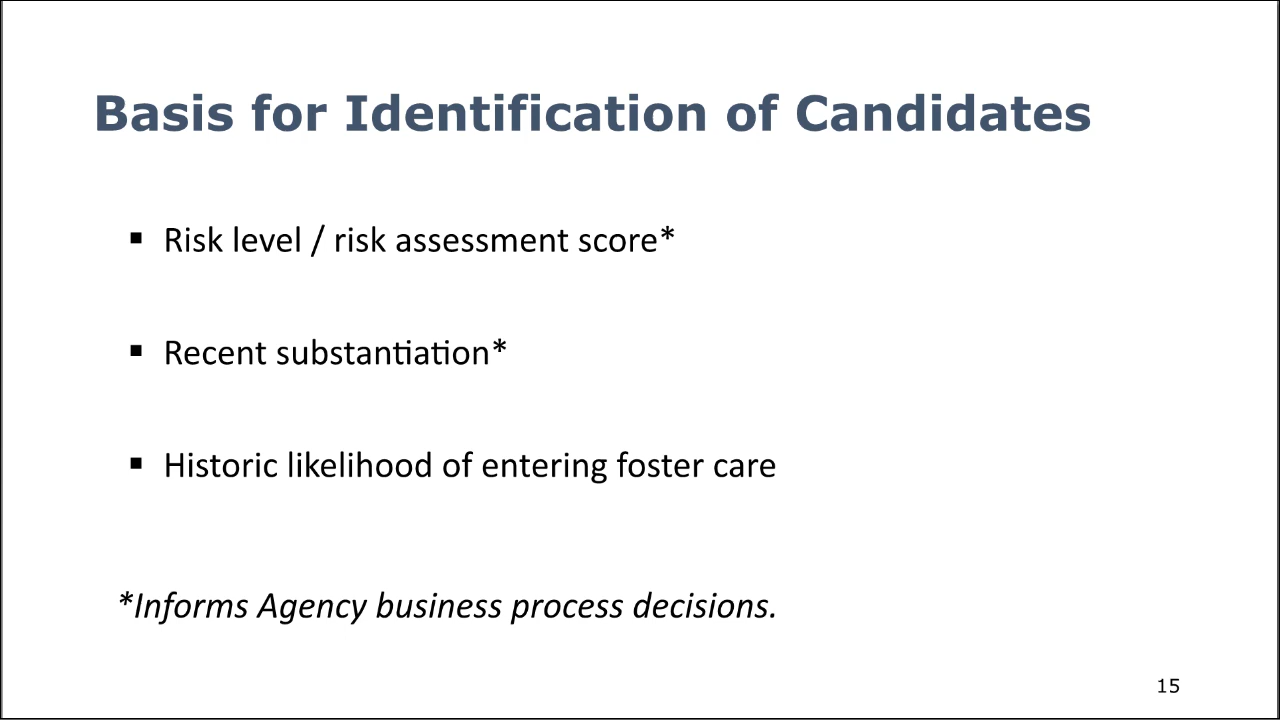 Basis for Identification of Candidates
▪ Risk level / risk assessment score*
▪ Recent substantiation*
▪ Historic likelihood of entering foster care
*Informs Agency business process decisions.
15